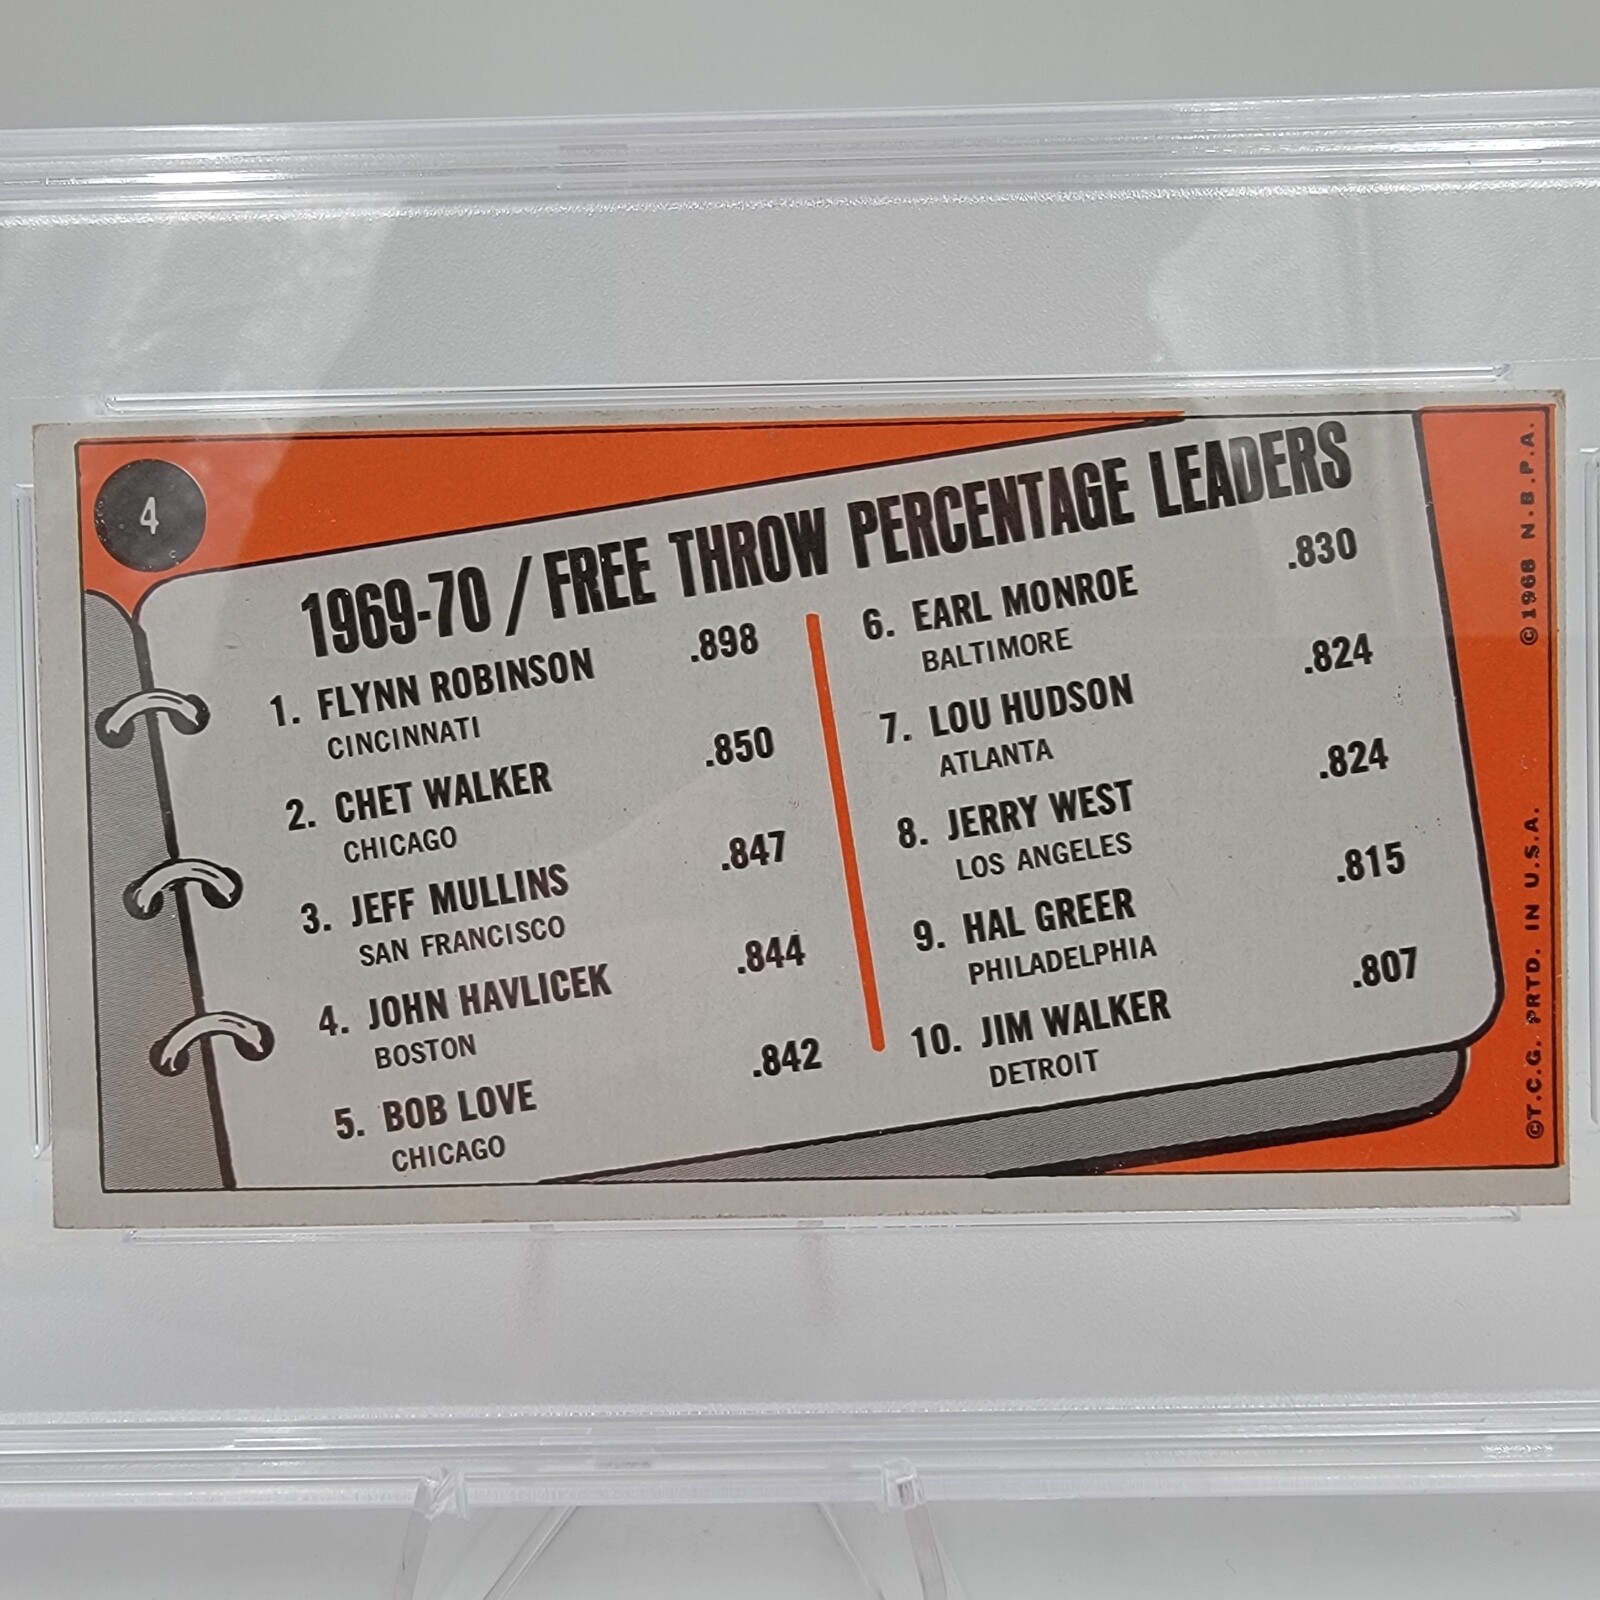 4
1969-70 / FREE THROW PERCENTAGE LEADERS
1. FLYNN ROBINSON .898
CINCINNATI
2. CHET WALKER .850
CHICAGO
3. JEFF MULLINS .847
SAN FRANCISCO
4. JOHN HAVLICEK .844
BOSTON
5. BOB LOVE .842
CHICAGO
6. EARL MONROE .830
BALTIMORE
7. LOU HUDSON .824
ATLANTA
8. JERRY WEST .824
LOS ANGELES
9. HAL GREER .815
PHILADELPHIA
10. JIM WALKER .807
DETROIT
©T.C.G. PRTD. IN U.S.A. ©1968 N.B.P.A.